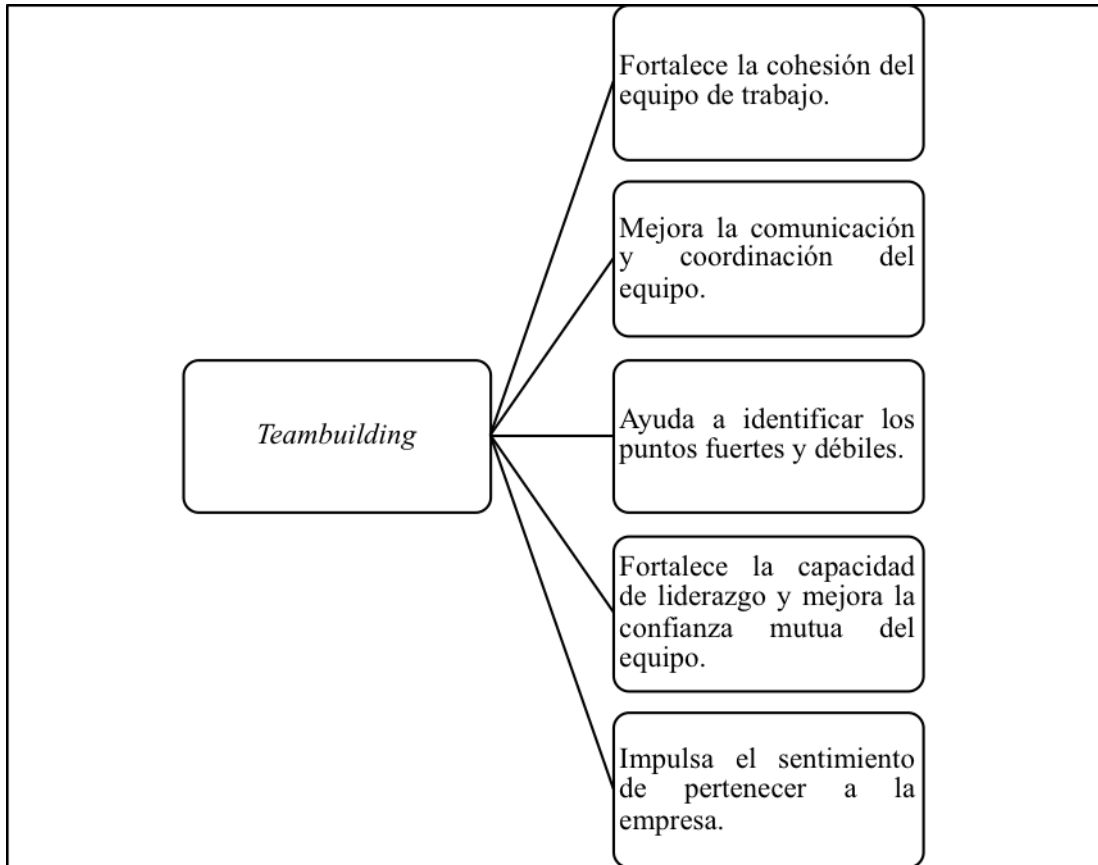 Fortalece la cohesión del
equipo de trabajo.
Mejora la comunicación
y coordinación del
equipo.
Teambuilding
Ayuda a identificar los
puntos fuertes y débiles.
Fortalece la capacidad
de liderazgo y mejora la
confianza mutua del
equipo.
Impulsa el sentimiento
de pertenecer a la
empresa.